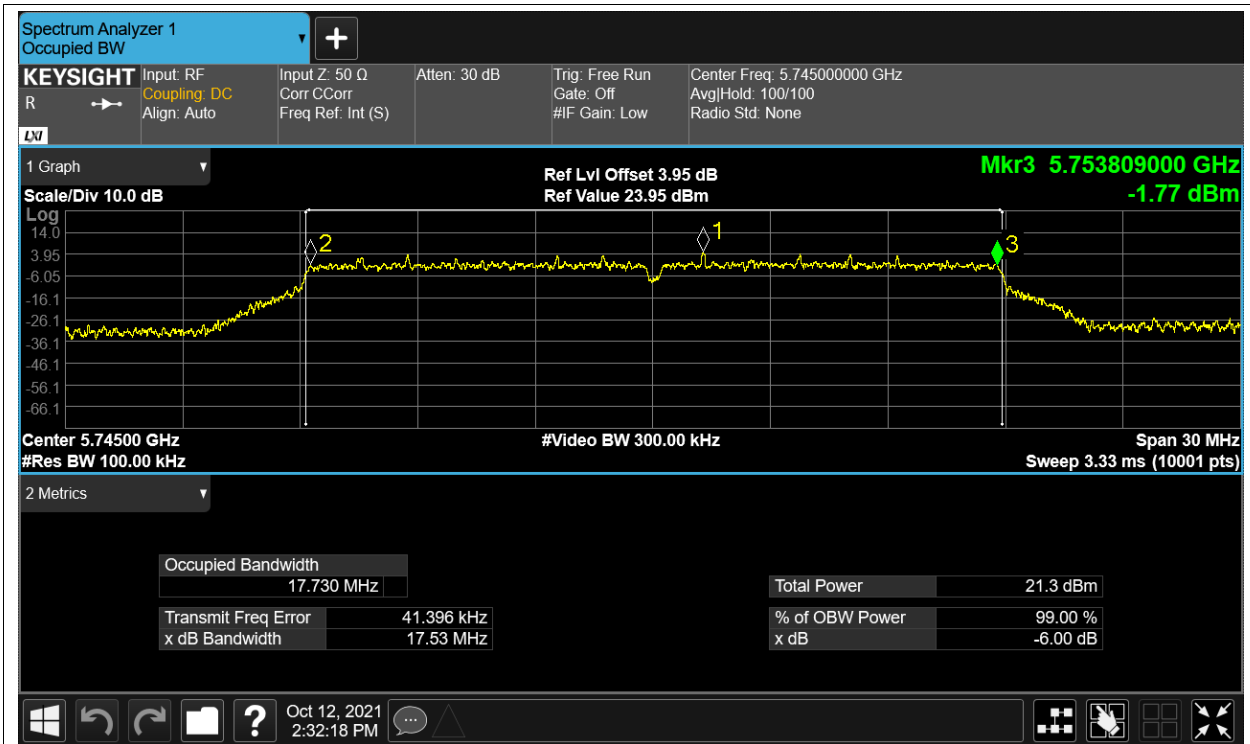 Spectrum Analyzer 1
Occupied BW
KEYSIGHT
R
LXI
Input: RF
Coupling: DC
Align: Auto
Input Z: 50 Ω
Corr CCorr
Freq Ref: Int (S)
Atten: 30 dB
Trig: Free Run
Gate: Off
#IF Gain: Low
Center Freq: 5.745000000 GHz
Avg|Hold: 100/100
Radio Std: None
1 Graph
Scale/Div 10.0 dB
Ref Lvl Offset 3.95 dB
Ref Value 23.95 dBm
Mkr3 5.753809000 GHz
-1.77 dBm
Log
14.0
3.95
-6.05
-16.1
-26.1
-36.1
-46.1
-56.1
-66.1
2
1
3
Center 5.74500 GHz
#Res BW 100.00 kHz
#Video BW 300.00 kHz
Span 30 MHz
Sweep 3.33 ms (10001 pts)
2 Metrics
Occupied Bandwidth
17.730 MHz
Transmit Freq Error 41.396 kHz
x dB Bandwidth 17.53 MHz
Total Power 21.3 dBm
% of OBW Power 99.00 %
x dB -6.00 dB
?
Oct 12, 2021
2:32:18 PM